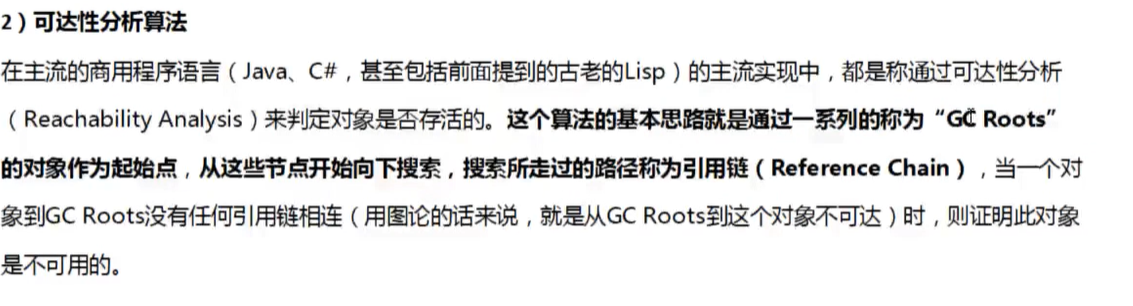 2）可达性分析算法
在主流的商用程序语言（Java、C#，甚至包括前面提到的古老的Lisp）的主流实现中，都是称通过可达性分析
（Reachability Analysis）来判定对象是否存活的。这个算法的基本思路就是通过一系列的称为“GC Roots”
的对象作为起始点，从这些节点开始向下搜索，搜索所走过的路径称为引用链（Reference Chain），当一个对
象到GC Roots没有任何引用链相连（用图论的话来说，就是从GC Roots到这个对象不可达）时，则证明此对象
是不可用的。